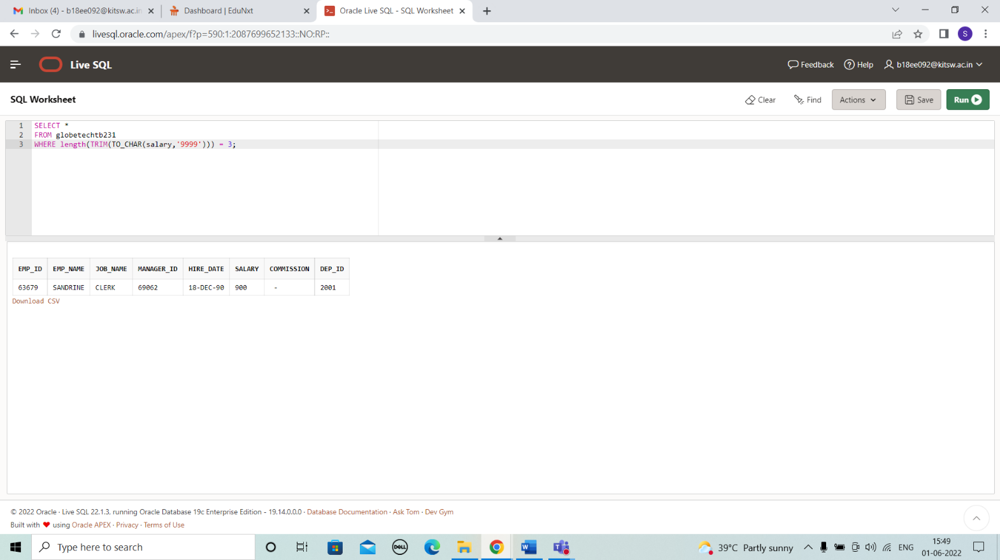 Inbox (4) - b18ee092@kitsw.ac.in
Dashboard | EduNxt
Oracle Live SQL - SQL Worksheet
livesql.oracle.com/apex/f?p=590:1:2087699652133::NO:RP::
S
Live SQL
Feedback
Help
b18ee092@kitsw.ac.in
SQL Worksheet
Clear
Find
Actions
Save
Run
1 SELECT *
2 FROM globetechtb231
3 WHERE length(TRIM(TO_CHAR(salary,'9999'))) = 3;
EMP_ID EMP_NAME JOB_NAME MANAGER_ID HIRE_DATE SALARY COMMISSION DEP_ID
63679 SANDRINE CLERK 69062 18-DEC-90 900 - 2001
Download CSV
© 2022 Oracle · Live SQL 22.1.3, running Oracle Database 19c Enterprise Edition - 19.14.0.0.0 · Database Documentation · Ask Tom · Dev Gym
Built with ♥ using Oracle APEX · Privacy · Terms of Use
Type here to search
DELL
W
T
39°C Partly sunny
ENG
15:49
01-06-2022